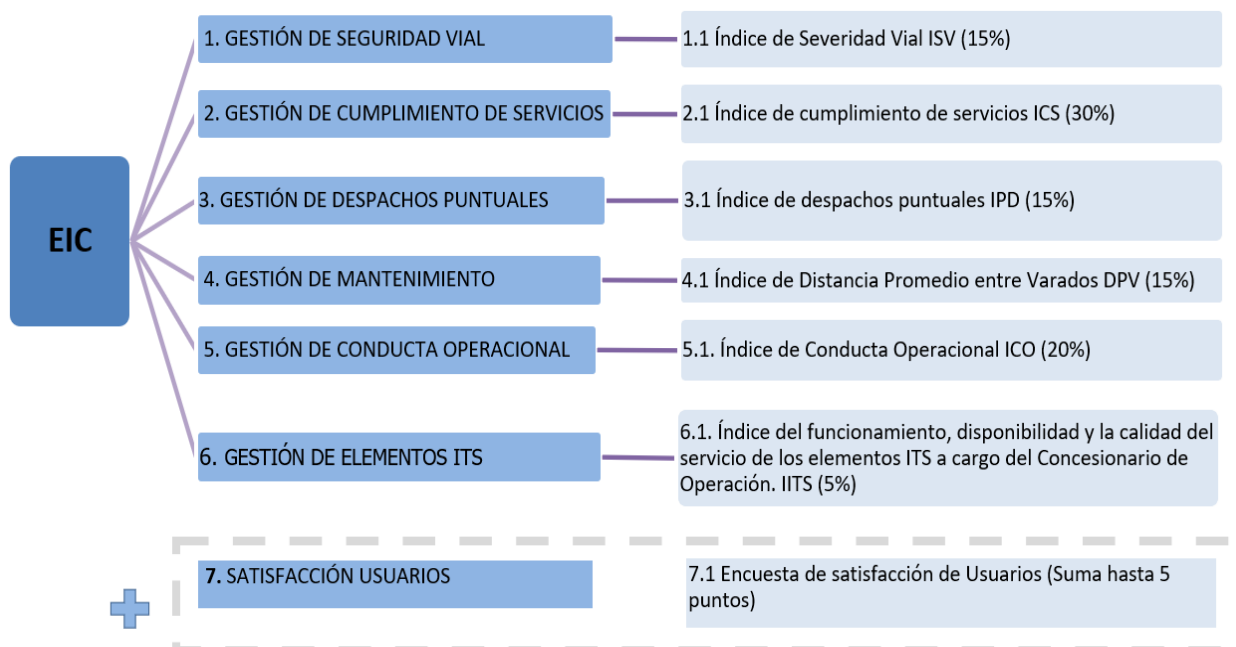 1. GESTIÓN DE SEGURIDAD VIAL
1.1 Índice de Severidad Vial ISV (15%)
2. GESTIÓN DE CUMPLIMIENTO DE SERVICIOS
2.1 Índice de cumplimiento de servicios ICS (30%)
3. GESTIÓN DE DESPACHOS PUNTUALES
3.1 Índice de despachos puntuales IPD (15%)
EIC
4. GESTIÓN DE MANTENIMIENTO
4.1 Índice de Distancia Promedio entre Varados DPV (15%)
5. GESTIÓN DE CONDUCTA OPERACIONAL
5.1. Índice de Conducta Operacional ICO (20%)
6. GESTIÓN DE ELEMENTOS ITS
6.1. Índice del funcionamiento, disponibilidad y la calidad del
servicio de los elementos ITS a cargo del Concesionario de
Operación. IITS (5%)
7. SATISFACCIÓN USUARIOS
7.1 Encuesta de satisfacción de Usuarios (Suma hasta 5
puntos)